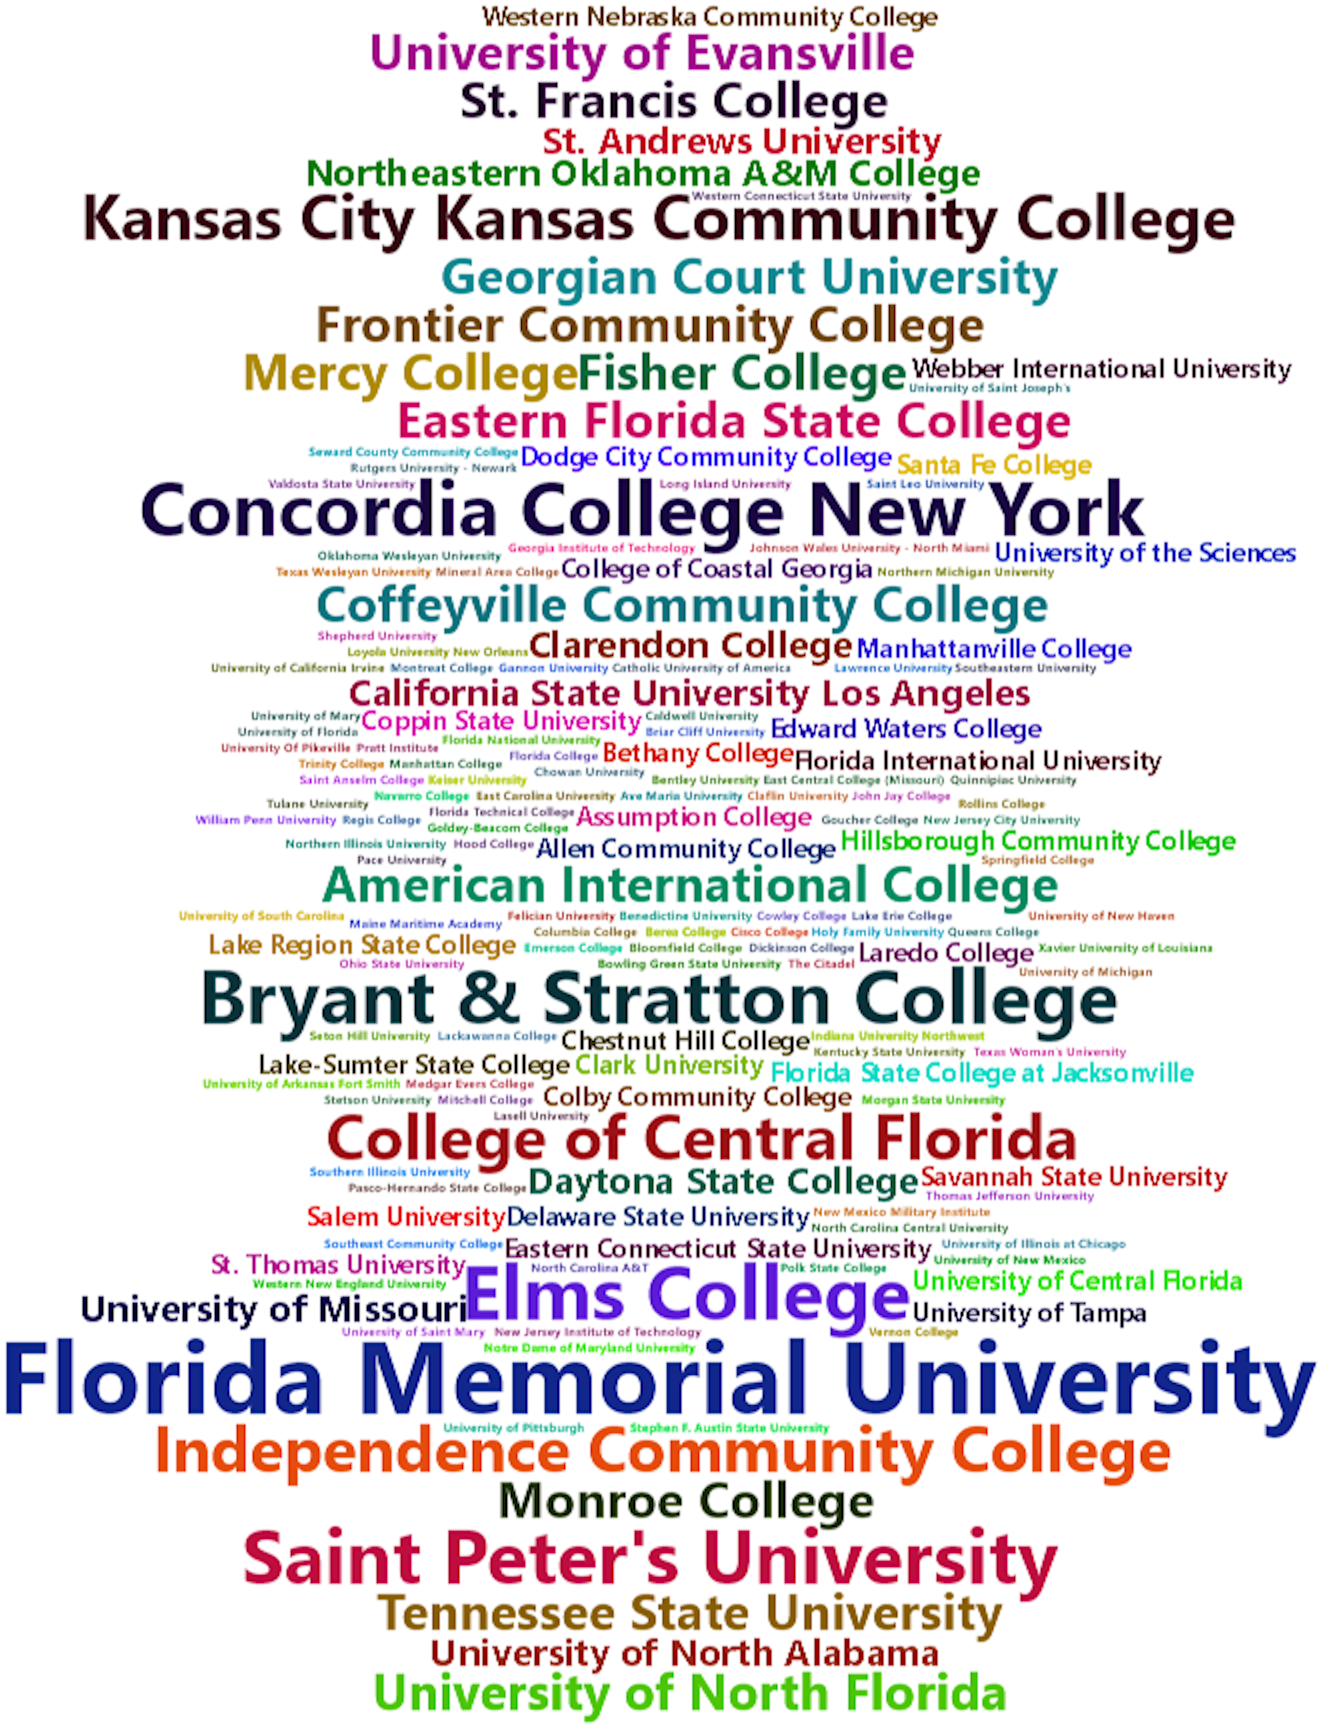 Western Nebraska Community College
University of Evansville
St. Francis College
St. Andrews University
Northeastern Oklahoma A&M College
Western Connecticut State University
Kansas City Kansas Community College
Georgian Court University
Frontier Community College
Mercy College Fisher College Webber International University
University of Saint Joseph's
Eastern Florida State College
Seward County Community College Dodge City Community College Santa Fe College
Rutgers University - Newark
Valdosta State University Long Island University Saint Leo University
Concordia College New York
Oklahoma Wesleyan University Georgia Institute of Technology Johnson Wales University - North Miami University of the Sciences
Texas Wesleyan University Mineral Area College College of Coastal Georgia Northern Michigan University
Coffeyville Community College
Shepherd University
Loyola University New Orleans Clarendon College Manhattanville College
University of California Irvine Montreat College Gannon University Catholic University of America Lawrence University Southeastern University
California State University Los Angeles
University of Mary Coppin State University Caldwell University
University of Florida Briar Cliff University Edward Waters College
Florida National University
University Of Pikeville Pratt Institute Florida College Bethany College Florida International University
Trinity College Manhattan College Chowan University
Saint Anselm College Keiser University Bentley University East Central College (Missouri) Quinnipiac University
Navarro College East Carolina University Ave Maria University Claflin University John Jay College
Tulane University Rollins College
William Penn University Regis College Florida Technical College Assumption College Goucher College New Jersey City University
Goldey-Beacom College
Northern Illinois University Hood College Allen Community College Hillsborough Community College
Pace University Springfield College
American International College
University of South Carolina Felician University Benedictine University Cowley College Lake Erie College University of New Haven
Maine Maritime Academy
Columbia College Berea College Cisco College Holy Family University Queens College
Lake Region State College Emerson College Bloomfield College Dickinson College Laredo College Xavier University of Louisiana
Ohio State University Bowling Green State University The Citadel
University of Michigan
Bryant & Stratton College
Seton Hill University Lackawanna College Chestnut Hill College Indiana University Northwest
Kentucky State University Texas Woman's University
Lake-Sumter State College Clark University Florida State College at Jacksonville
University of Arkansas Fort Smith Medgar Evers College
Stetson University Mitchell College Colby Community College Morgan State University
Lasell University
College of Central Florida
Southern Illinois University
Pasco-Hernando State College Daytona State College Savannah State University
Thomas Jefferson University
Salem University Delaware State University New Mexico Military Institute
North Carolina Central University
Southeast Community College Eastern Connecticut State University University of Illinois at Chicago
St. Thomas University North Carolina A&T Polk State College University of New Mexico
Western New England University University of Central Florida
University of Missouri Elms College University of Tampa
University of Saint Mary New Jersey Institute of Technology Vernon College
Notre Dame of Maryland University
Florida Memorial University
University of Pittsburgh Stephen F. Austin State University
Independence Community College
Monroe College
Saint Peter's University
Tennessee State University
University of North Alabama
University of North Florida